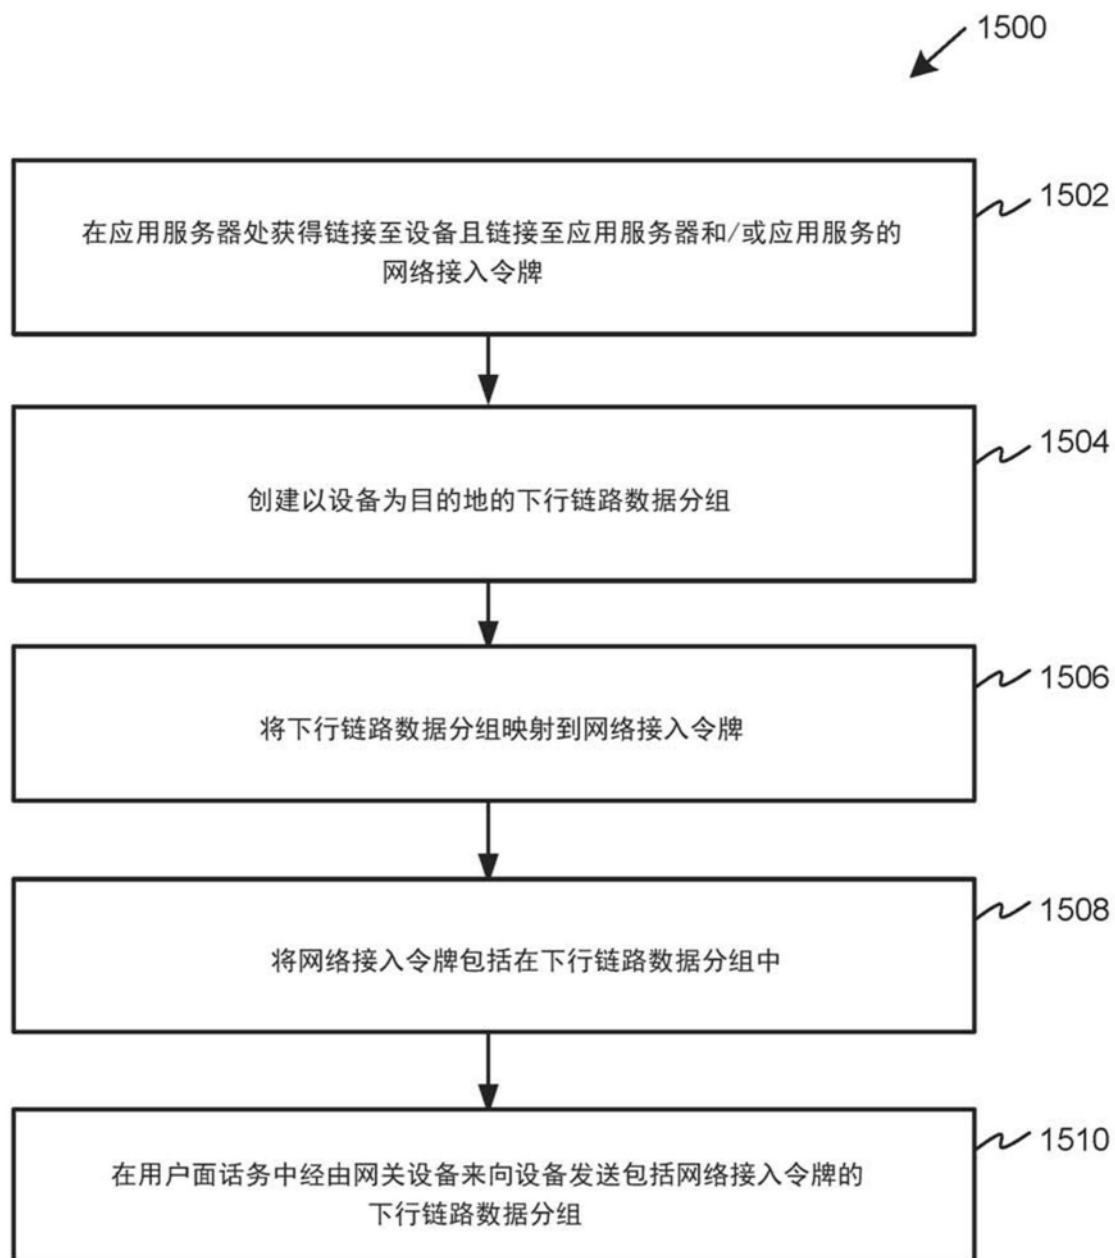 1500
1502
在应用服务器处获得链接至设备且链接至应用服务器和/或应用服务的
网络接入令牌
1504
创建以设备为目的地的下行链路数据分组
1506
将下行链路数据分组映射到网络接入令牌
1508
将网络接入令牌包括在下行链路数据分组中
1510
在用户面话务中经由网关设备来向设备发送包括网络接入令牌的
下行链路数据分组